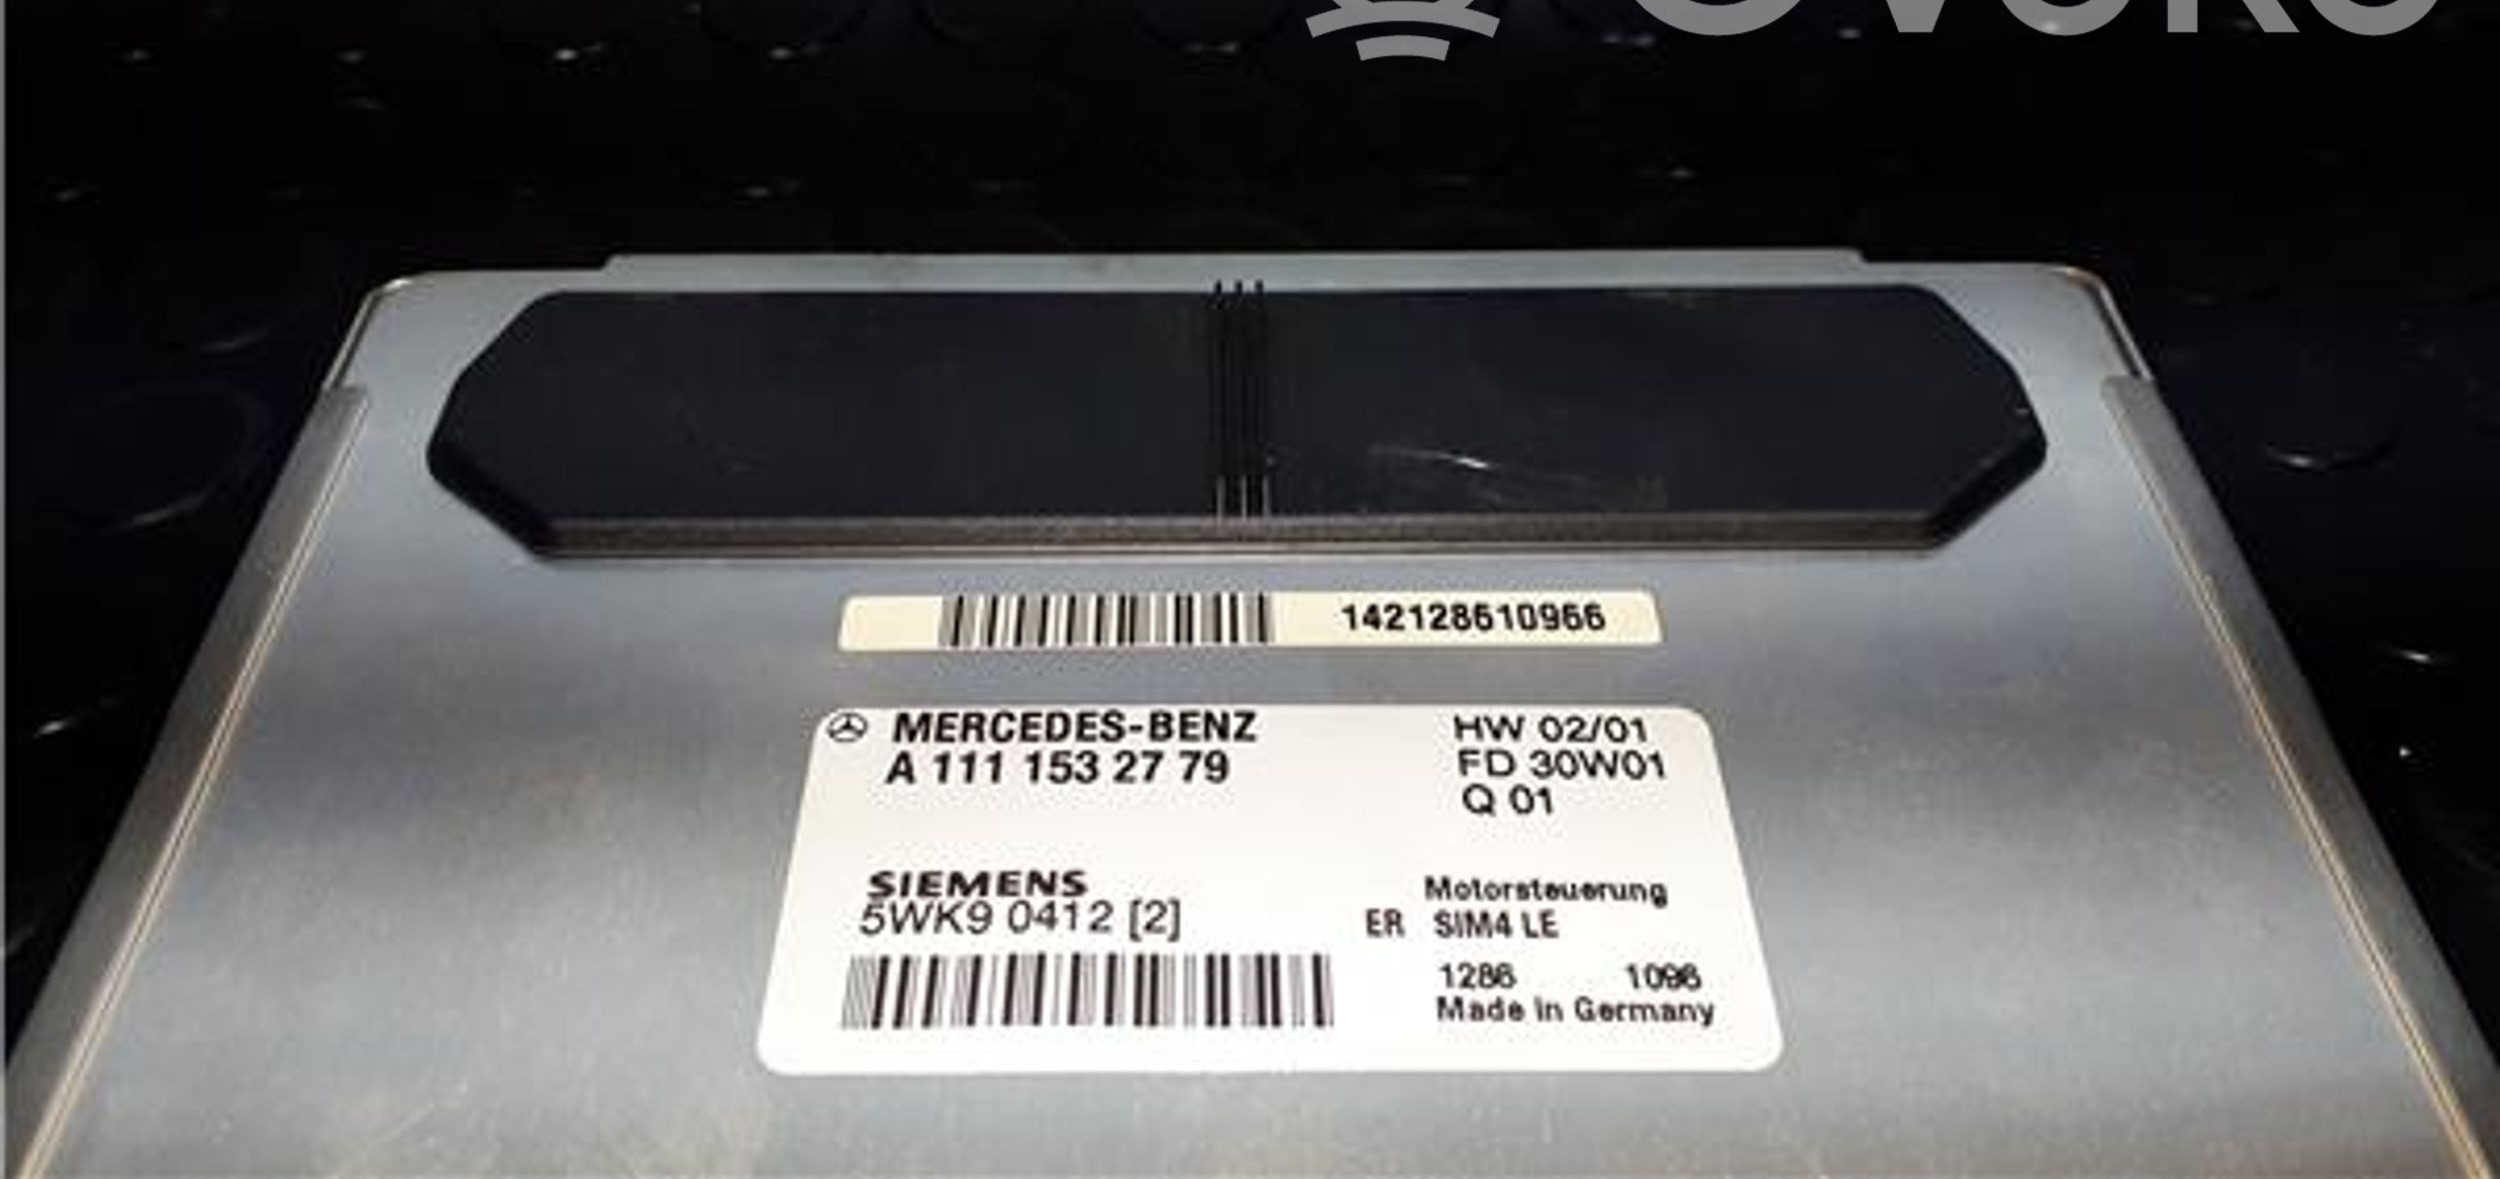 142128610966
MERCEDES-BENZ
A 111 153 27 79
HW 02/01
FD 30W01
Q 01
SIEMENS
5WK9 0412 [2]
Motorsteuerung
ER SIM4 LE
1286 1096
Made in Germany